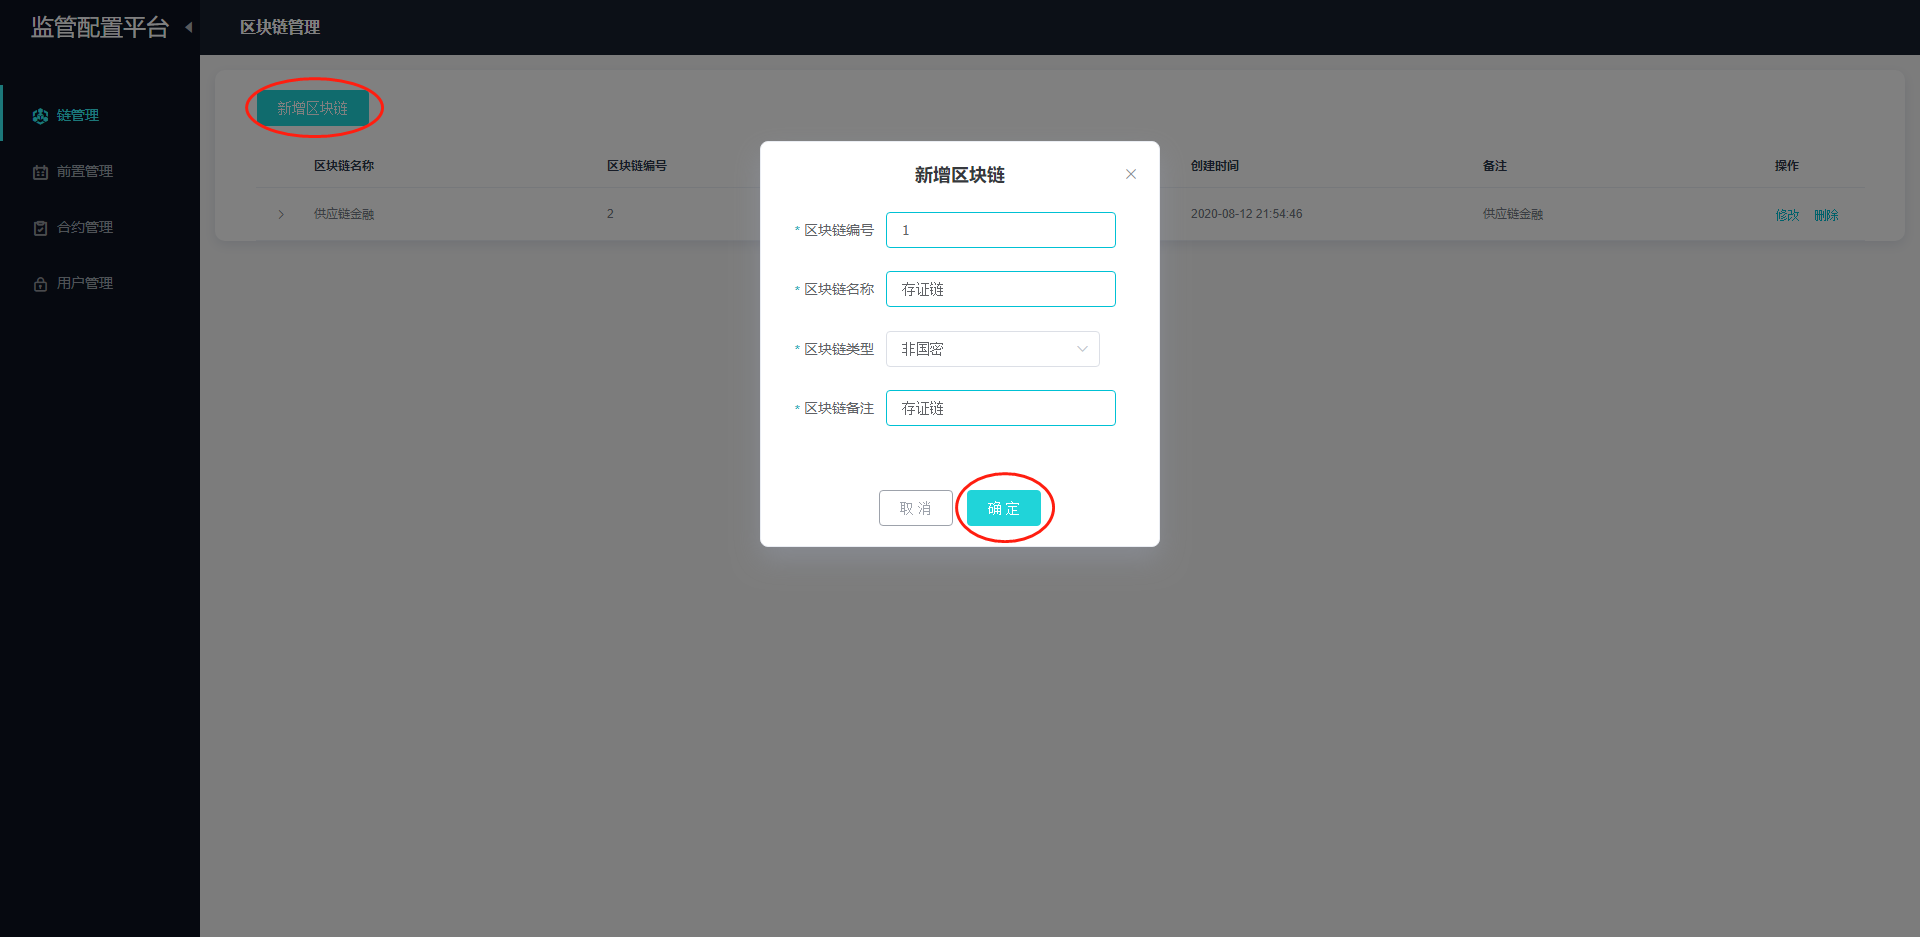 监管配置平台
区块链管理
链管理
前置管理
合约管理
用户管理
新增区块链
区块链名称 区块链编号 创建时间 备注 操作
供应链金融 2 2020-08-12 21:54:46 供应链金融 修改 删除
新增区块链
* 区块链编号 1
* 区块链名称 存证链
* 区块链类型 非国密
* 区块链备注 存证链
取 消 确 定